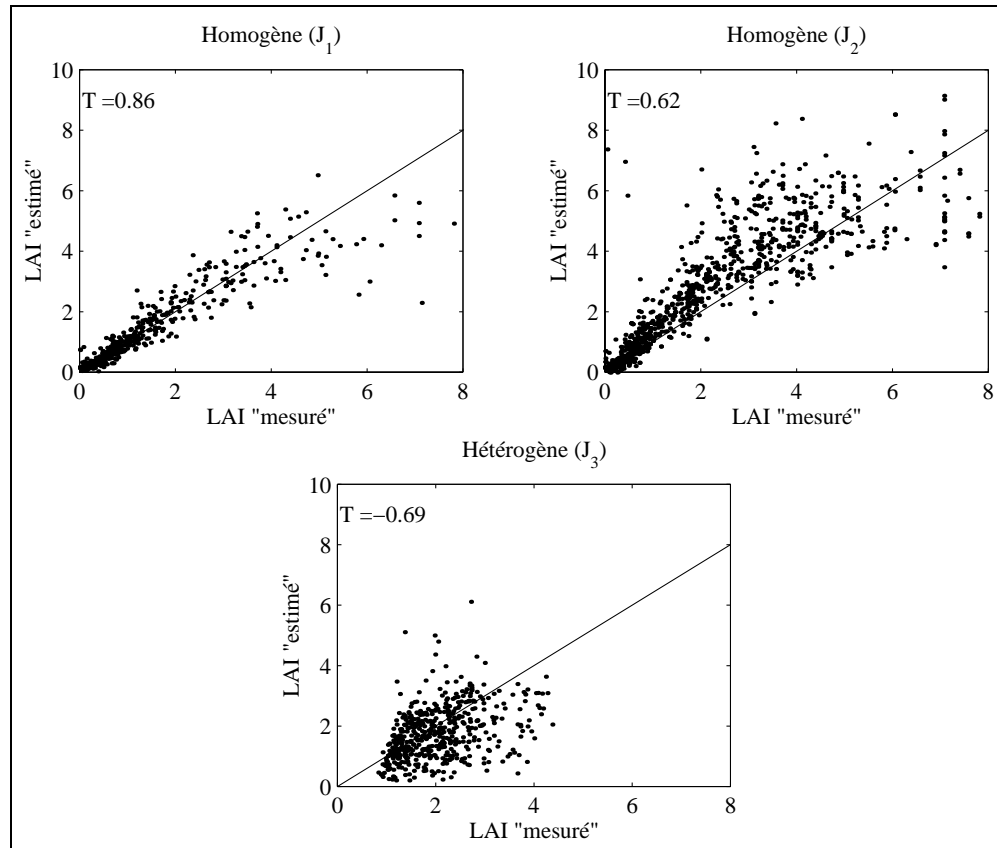 Homogène (J₁)
10
8
6
4
2
0
T =0.86
LAI "estimé"
0 2 4 6 8
LAI "mesuré"
Homogène (J₂)
10
8
6
4
2
0
T =0.62
LAI "estimé"
0 2 4 6 8
LAI "mesuré"
Hétérogène (J₃)
10
8
6
4
2
0
T =−0.69
LAI "estimé"
0 2 4 6 8
LAI "mesuré"